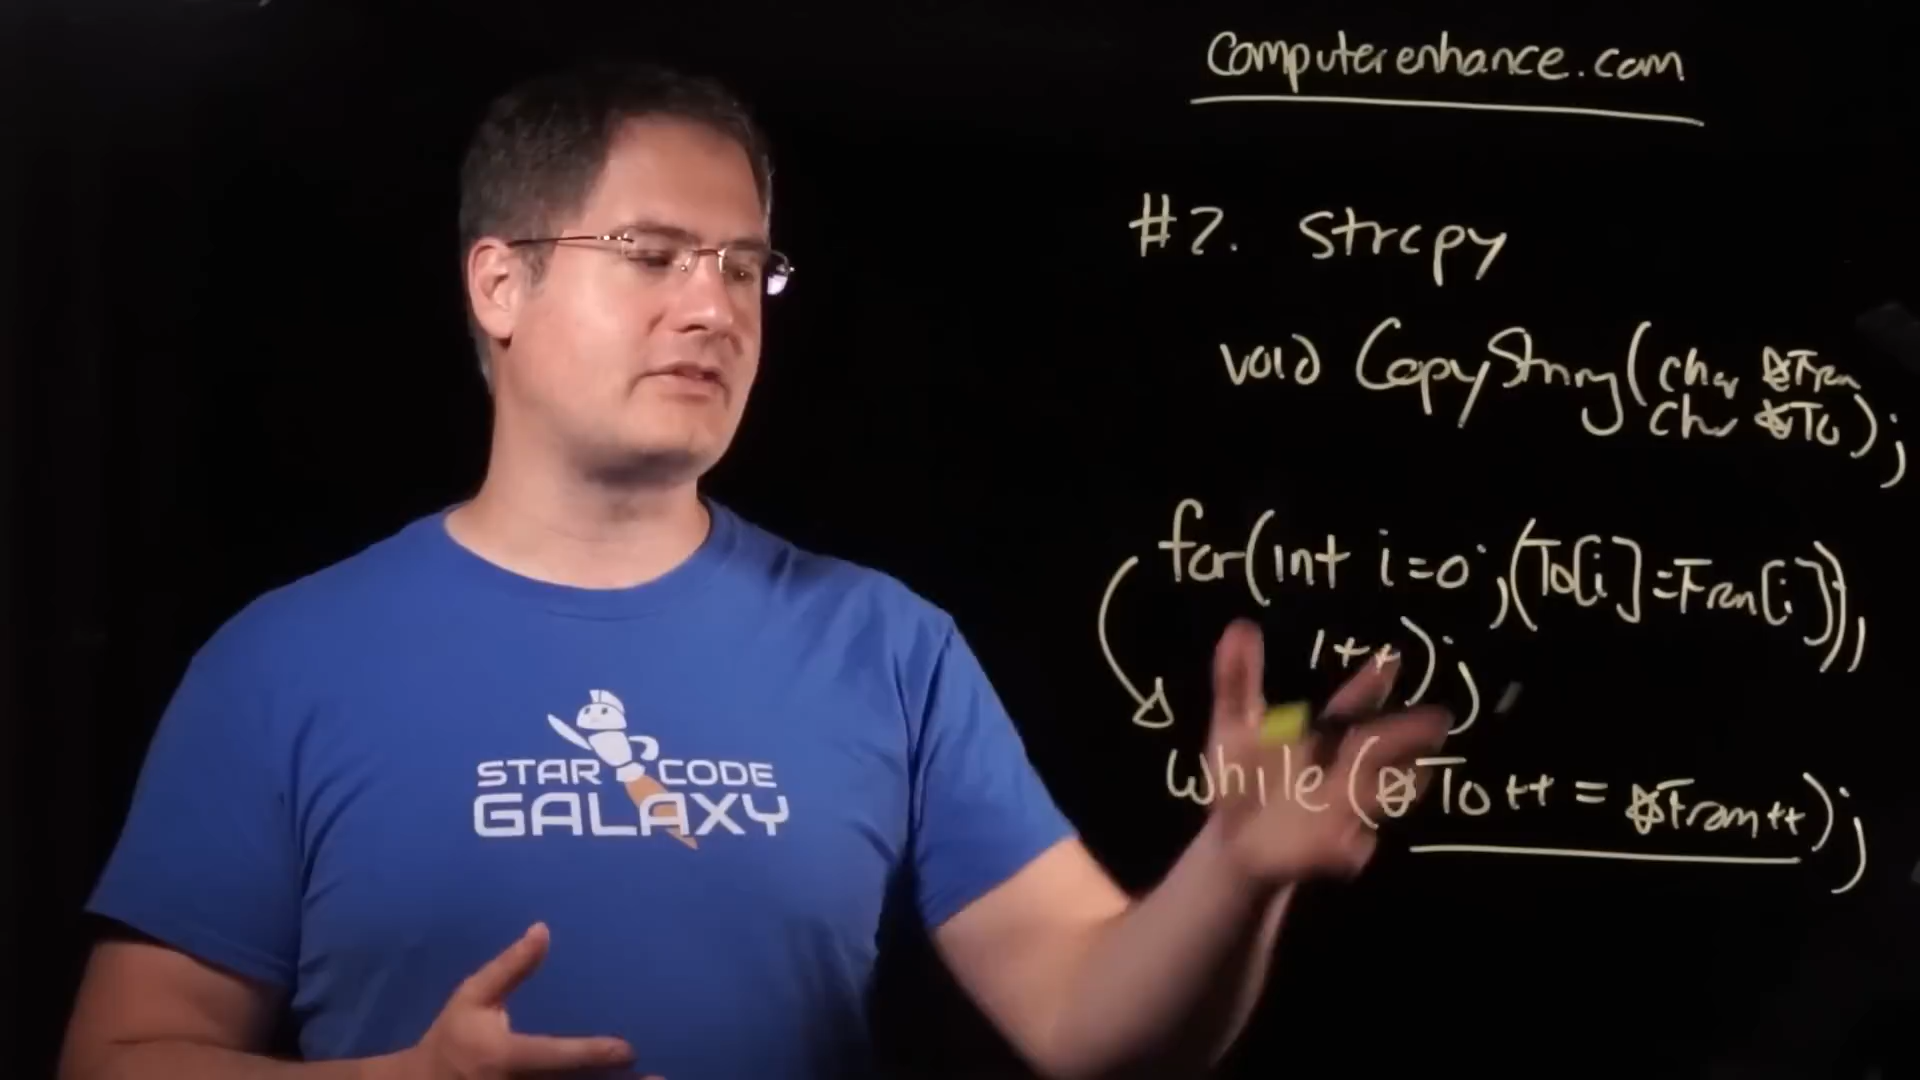 computerenhance.com
#2. strcpy
void CopyString(char *From
char *To);
for(int i=0;(To[i]=From[i]);
i++);
while (*To++ = *From++);
STAR CODE
GALAXY